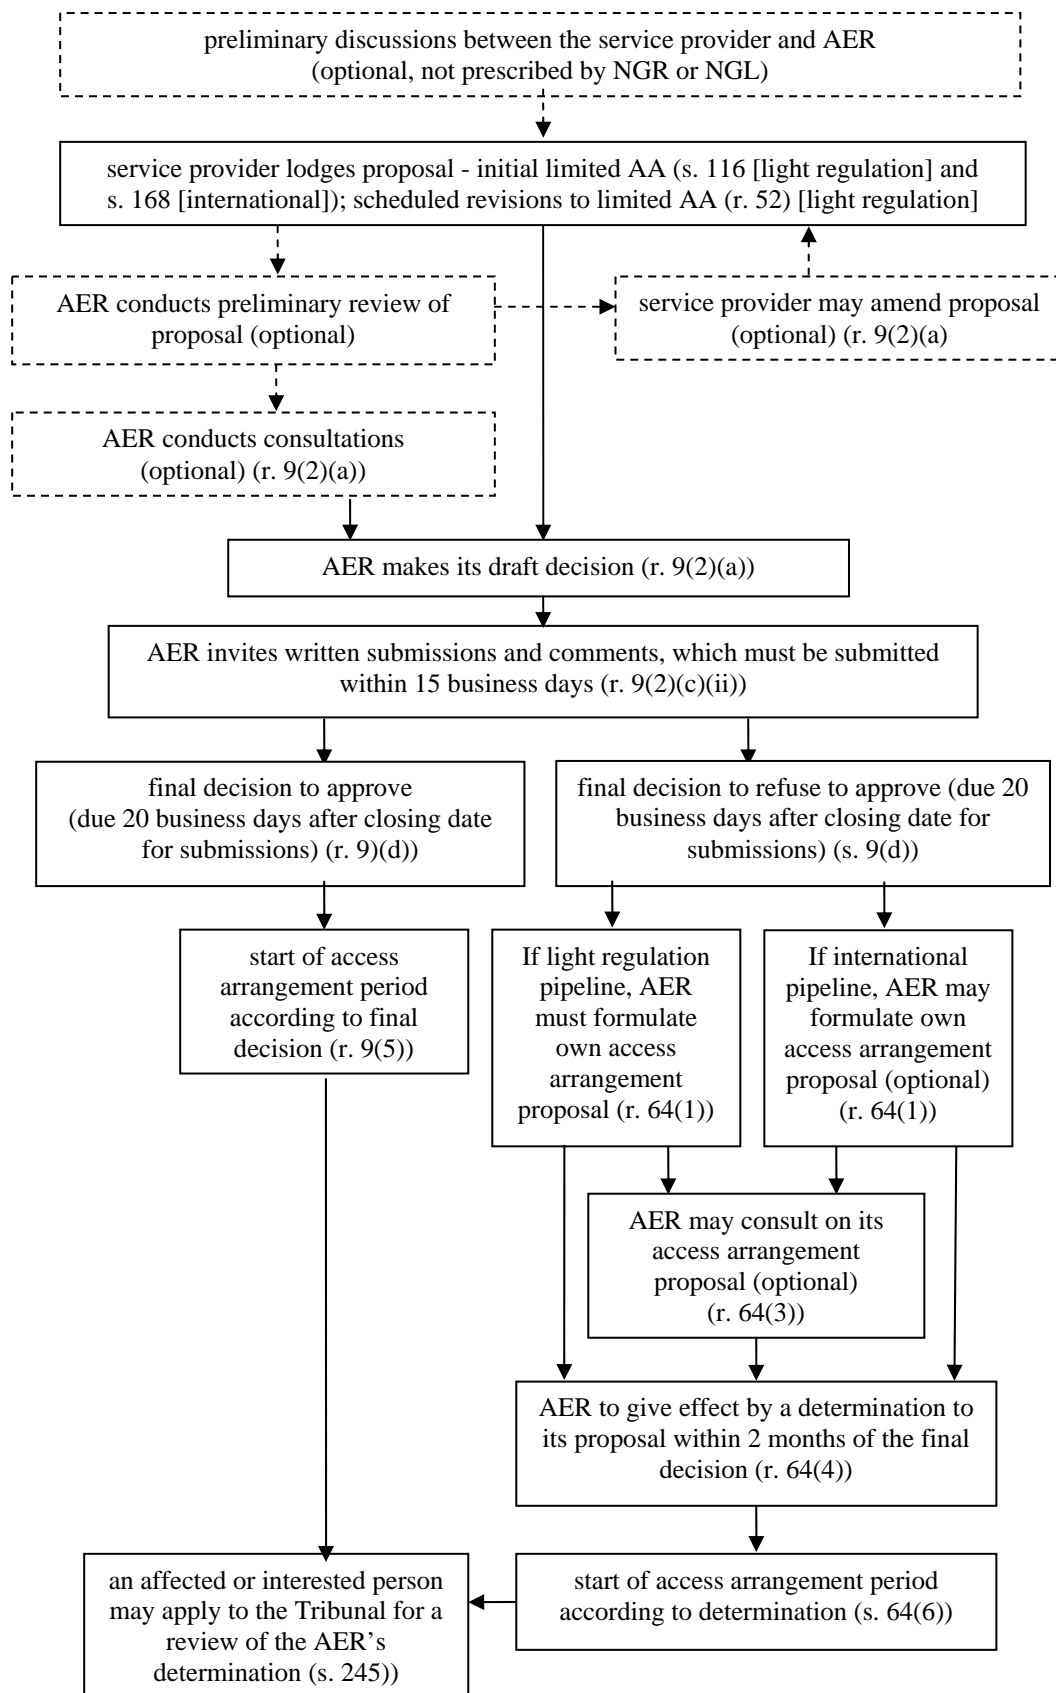 preliminary discussions between the service provider and AER
(optional, not prescribed by NGR or NGL)
service provider lodges proposal - initial limited AA (s. 116 [light regulation] and
s. 168 [international]); scheduled revisions to limited AA (r. 52) [light regulation]
AER conducts preliminary review of
proposal (optional)
service provider may amend proposal
(optional) (r. 9(2)(a)
AER conducts consultations
(optional) (r. 9(2)(a))
AER makes its draft decision (r. 9(2)(a))
AER invites written submissions and comments, which must be submitted
within 15 business days (r. 9(2)(c)(ii))
final decision to approve
(due 20 business days after closing date
for submissions) (r. 9)(d))
final decision to refuse to approve (due 20
business days after closing date for
submissions) (s. 9(d))
start of access
arrangement period
according to final
decision (r. 9(5))
If light regulation
pipeline, AER
must formulate
own access
arrangement
proposal (r. 64(1))
If international
pipeline, AER may
formulate own
access arrangement
proposal (optional)
(r. 64(1))
AER may consult on its
access arrangement
proposal (optional)
(r. 64(3))
AER to give effect by a determination to
its proposal within 2 months of the final
decision (r. 64(4))
an affected or interested person
may apply to the Tribunal for a
review of the AER's
determination (s. 245))
start of access arrangement period
according to determination (s. 64(6))